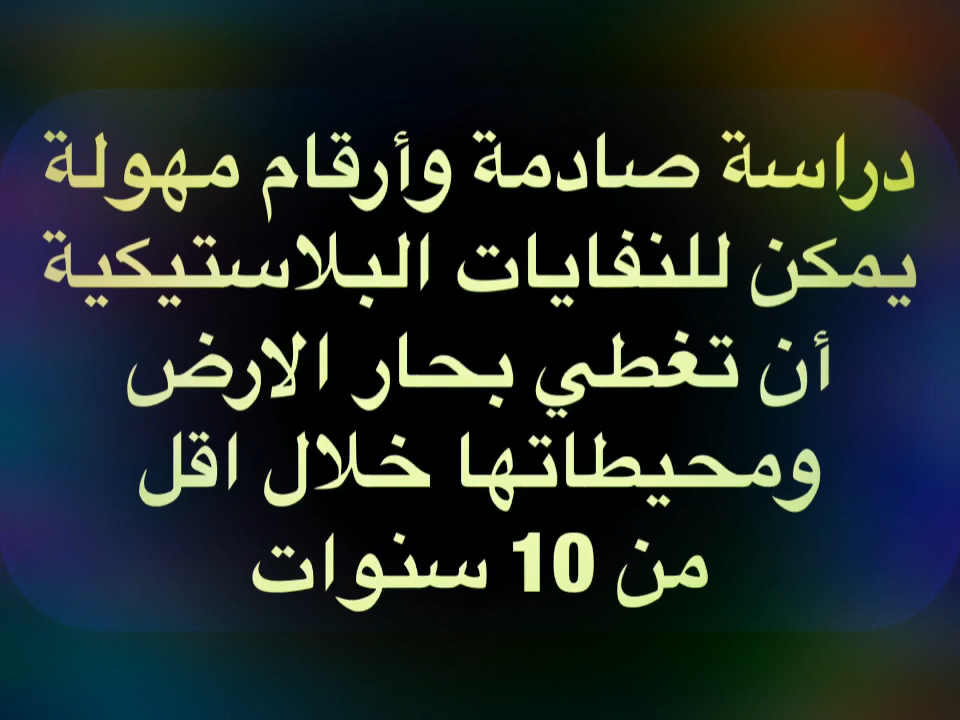 دراسة صادمة وأرقام مهولة
يمكن للنفايات البلاستيكية
أن تغطي بحار الارض
ومحيطاتها خلال اقل
من 10 سنوات